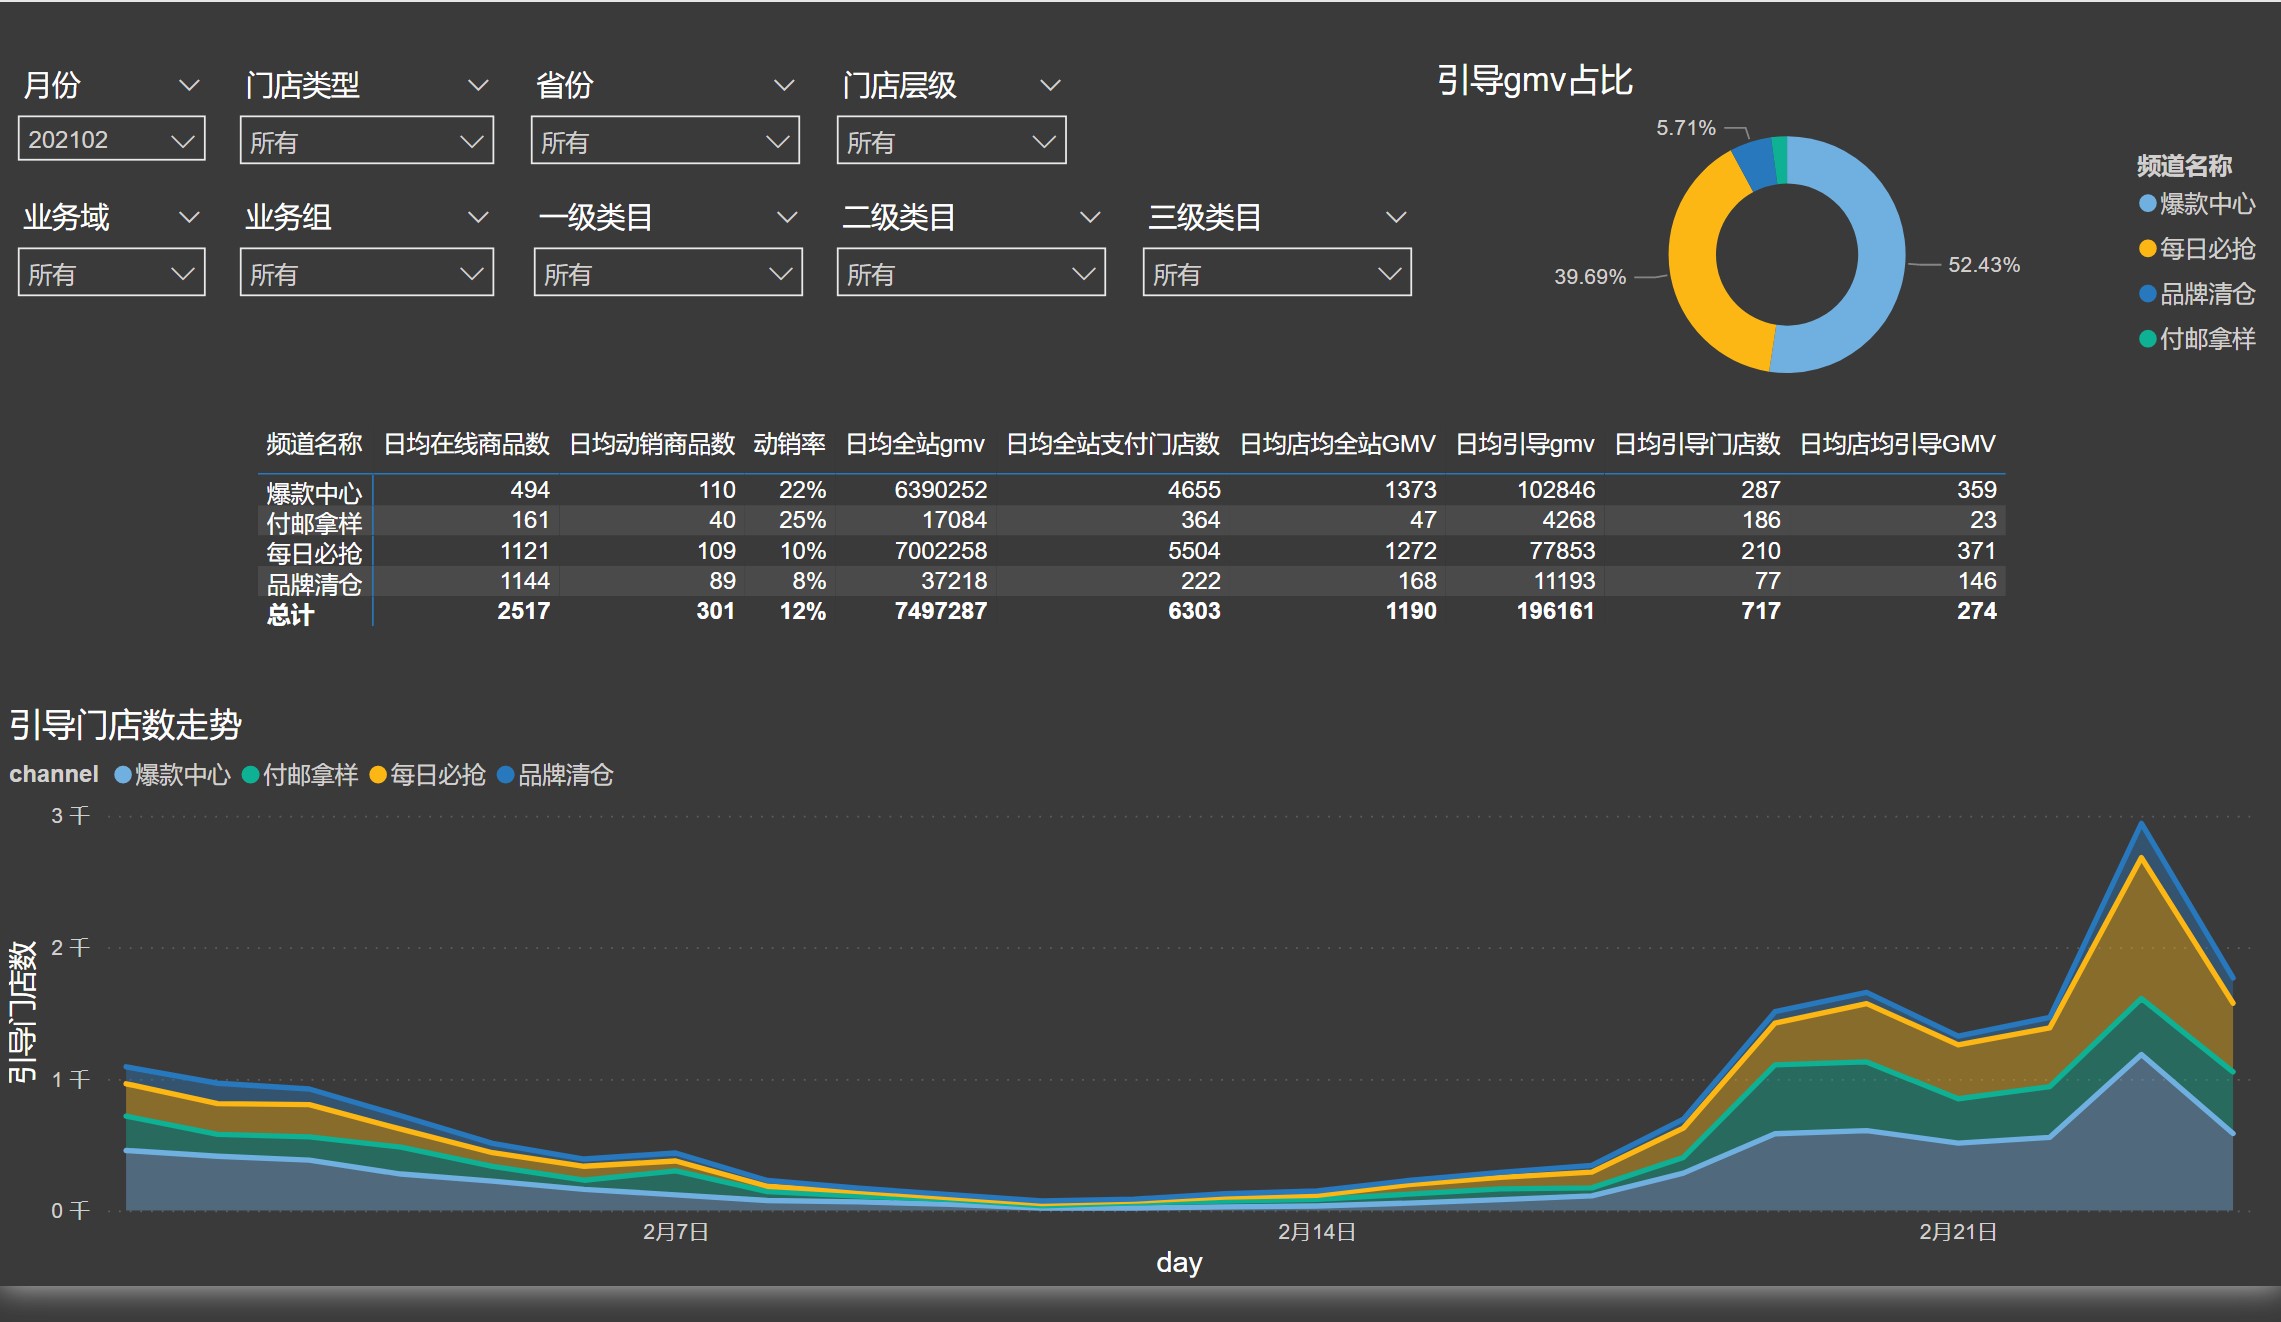 月份 门店类型 省份 门店层级
202102 所有 所有 所有
业务域 业务组 一级类目 二级类目 三级类目
所有 所有 所有 所有 所有
引导gmv占比
5.71%
39.69%
52.43%
频道名称
爆款中心
每日必抢
品牌清仓
付邮拿样
频道名称 日均在线商品数 日均动销商品数 动销率 日均全站gmv 日均全站支付门店数 日均店均全站GMV 日均引导gmv 日均引导门店数 日均店均引导GMV
爆款中心 494 110 22% 6390252 4655 1373 102846 287 359
付邮拿样 161 40 25% 17084 364 47 4268 186 23
每日必抢 1121 109 10% 7002258 5504 1272 77853 210 371
品牌清仓 1144 89 8% 37218 222 168 11193 77 146
总计 2517 301 12% 7497287 6303 1190 196161 717 274
引导门店数走势
channel 爆款中心 付邮拿样 每日必抢 品牌清仓
3 千
2 千
1 千
0 千
引导门店数
2月7日 2月14日 2月21日
day